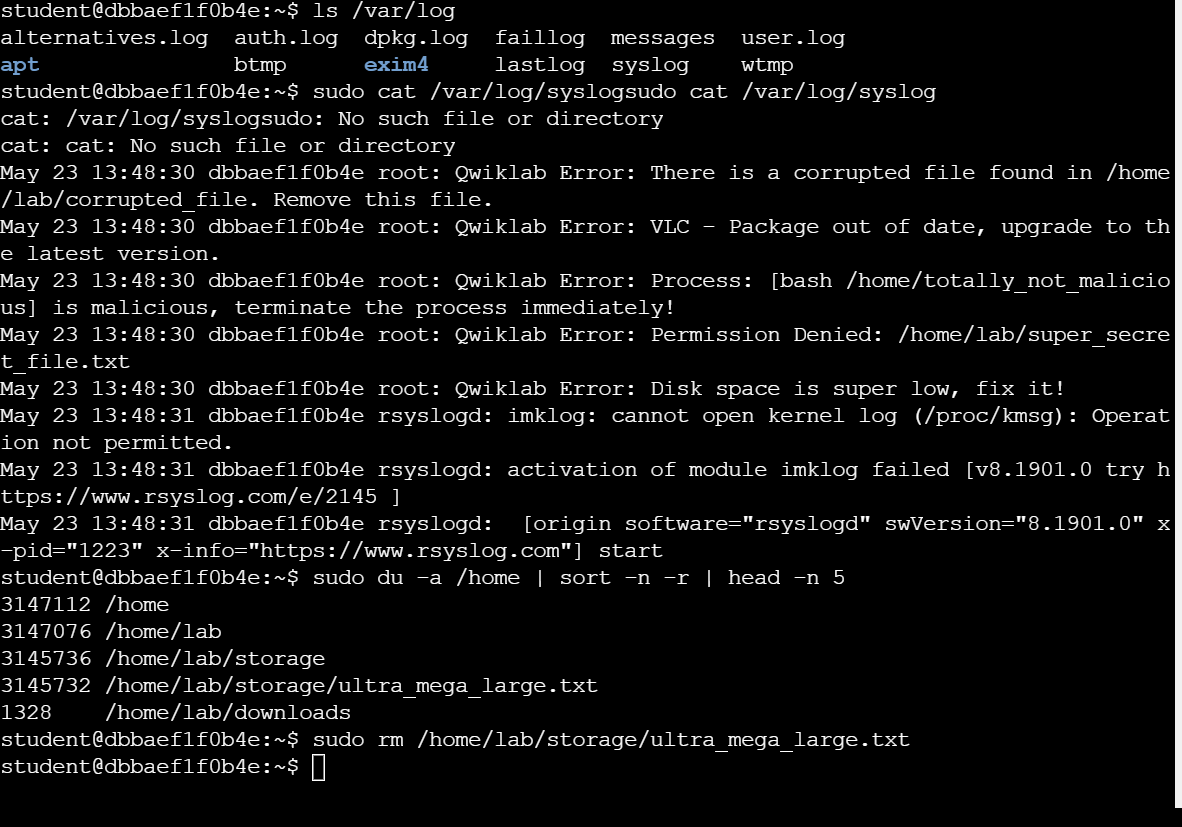 student@dbbaef1f0b4e:~$ ls /var/log
alternatives.log  auth.log  dpkg.log  faillog  messages  user.log
apt               btmp      exim4     lastlog  syslog    wtmp
student@dbbaef1f0b4e:~$ sudo cat /var/log/syslogsudo cat /var/log/syslog
cat: /var/log/syslogsudo: No such file or directory
cat: cat: No such file or directory
May 23 13:48:30 dbbaef1f0b4e root: Qwiklab Error: There is a corrupted file found in /home
/lab/corrupted_file. Remove this file.
May 23 13:48:30 dbbaef1f0b4e root: Qwiklab Error: VLC – Package out of date, upgrade to th
e latest version.
May 23 13:48:30 dbbaef1f0b4e root: Qwiklab Error: Process: [bash /home/totally_not_malicio
us] is malicious, terminate the process immediately!
May 23 13:48:30 dbbaef1f0b4e root: Qwiklab Error: Permission Denied: /home/lab/super_secre
t_file.txt
May 23 13:48:30 dbbaef1f0b4e root: Qwiklab Error: Disk space is super low, fix it!
May 23 13:48:31 dbbaef1f0b4e rsyslogd: imklog: cannot open kernel log (/proc/kmsg): Operat
ion not permitted.
May 23 13:48:31 dbbaef1f0b4e rsyslogd: activation of module imklog failed [v8.1901.0 try h
ttps://www.rsyslog.com/e/2145 ]
May 23 13:48:31 dbbaef1f0b4e rsyslogd:  [origin software="rsyslogd" swVersion="8.1901.0" x
-pid="1223" x-info="https://www.rsyslog.com"] start
student@dbbaef1f0b4e:~$ sudo du -a /home | sort -n -r | head -n 5
3147112 /home
3147076 /home/lab
3145736 /home/lab/storage
3145732 /home/lab/storage/ultra_mega_large.txt
1328    /home/lab/downloads
student@dbbaef1f0b4e:~$ sudo rm /home/lab/storage/ultra_mega_large.txt
student@dbbaef1f0b4e:~$